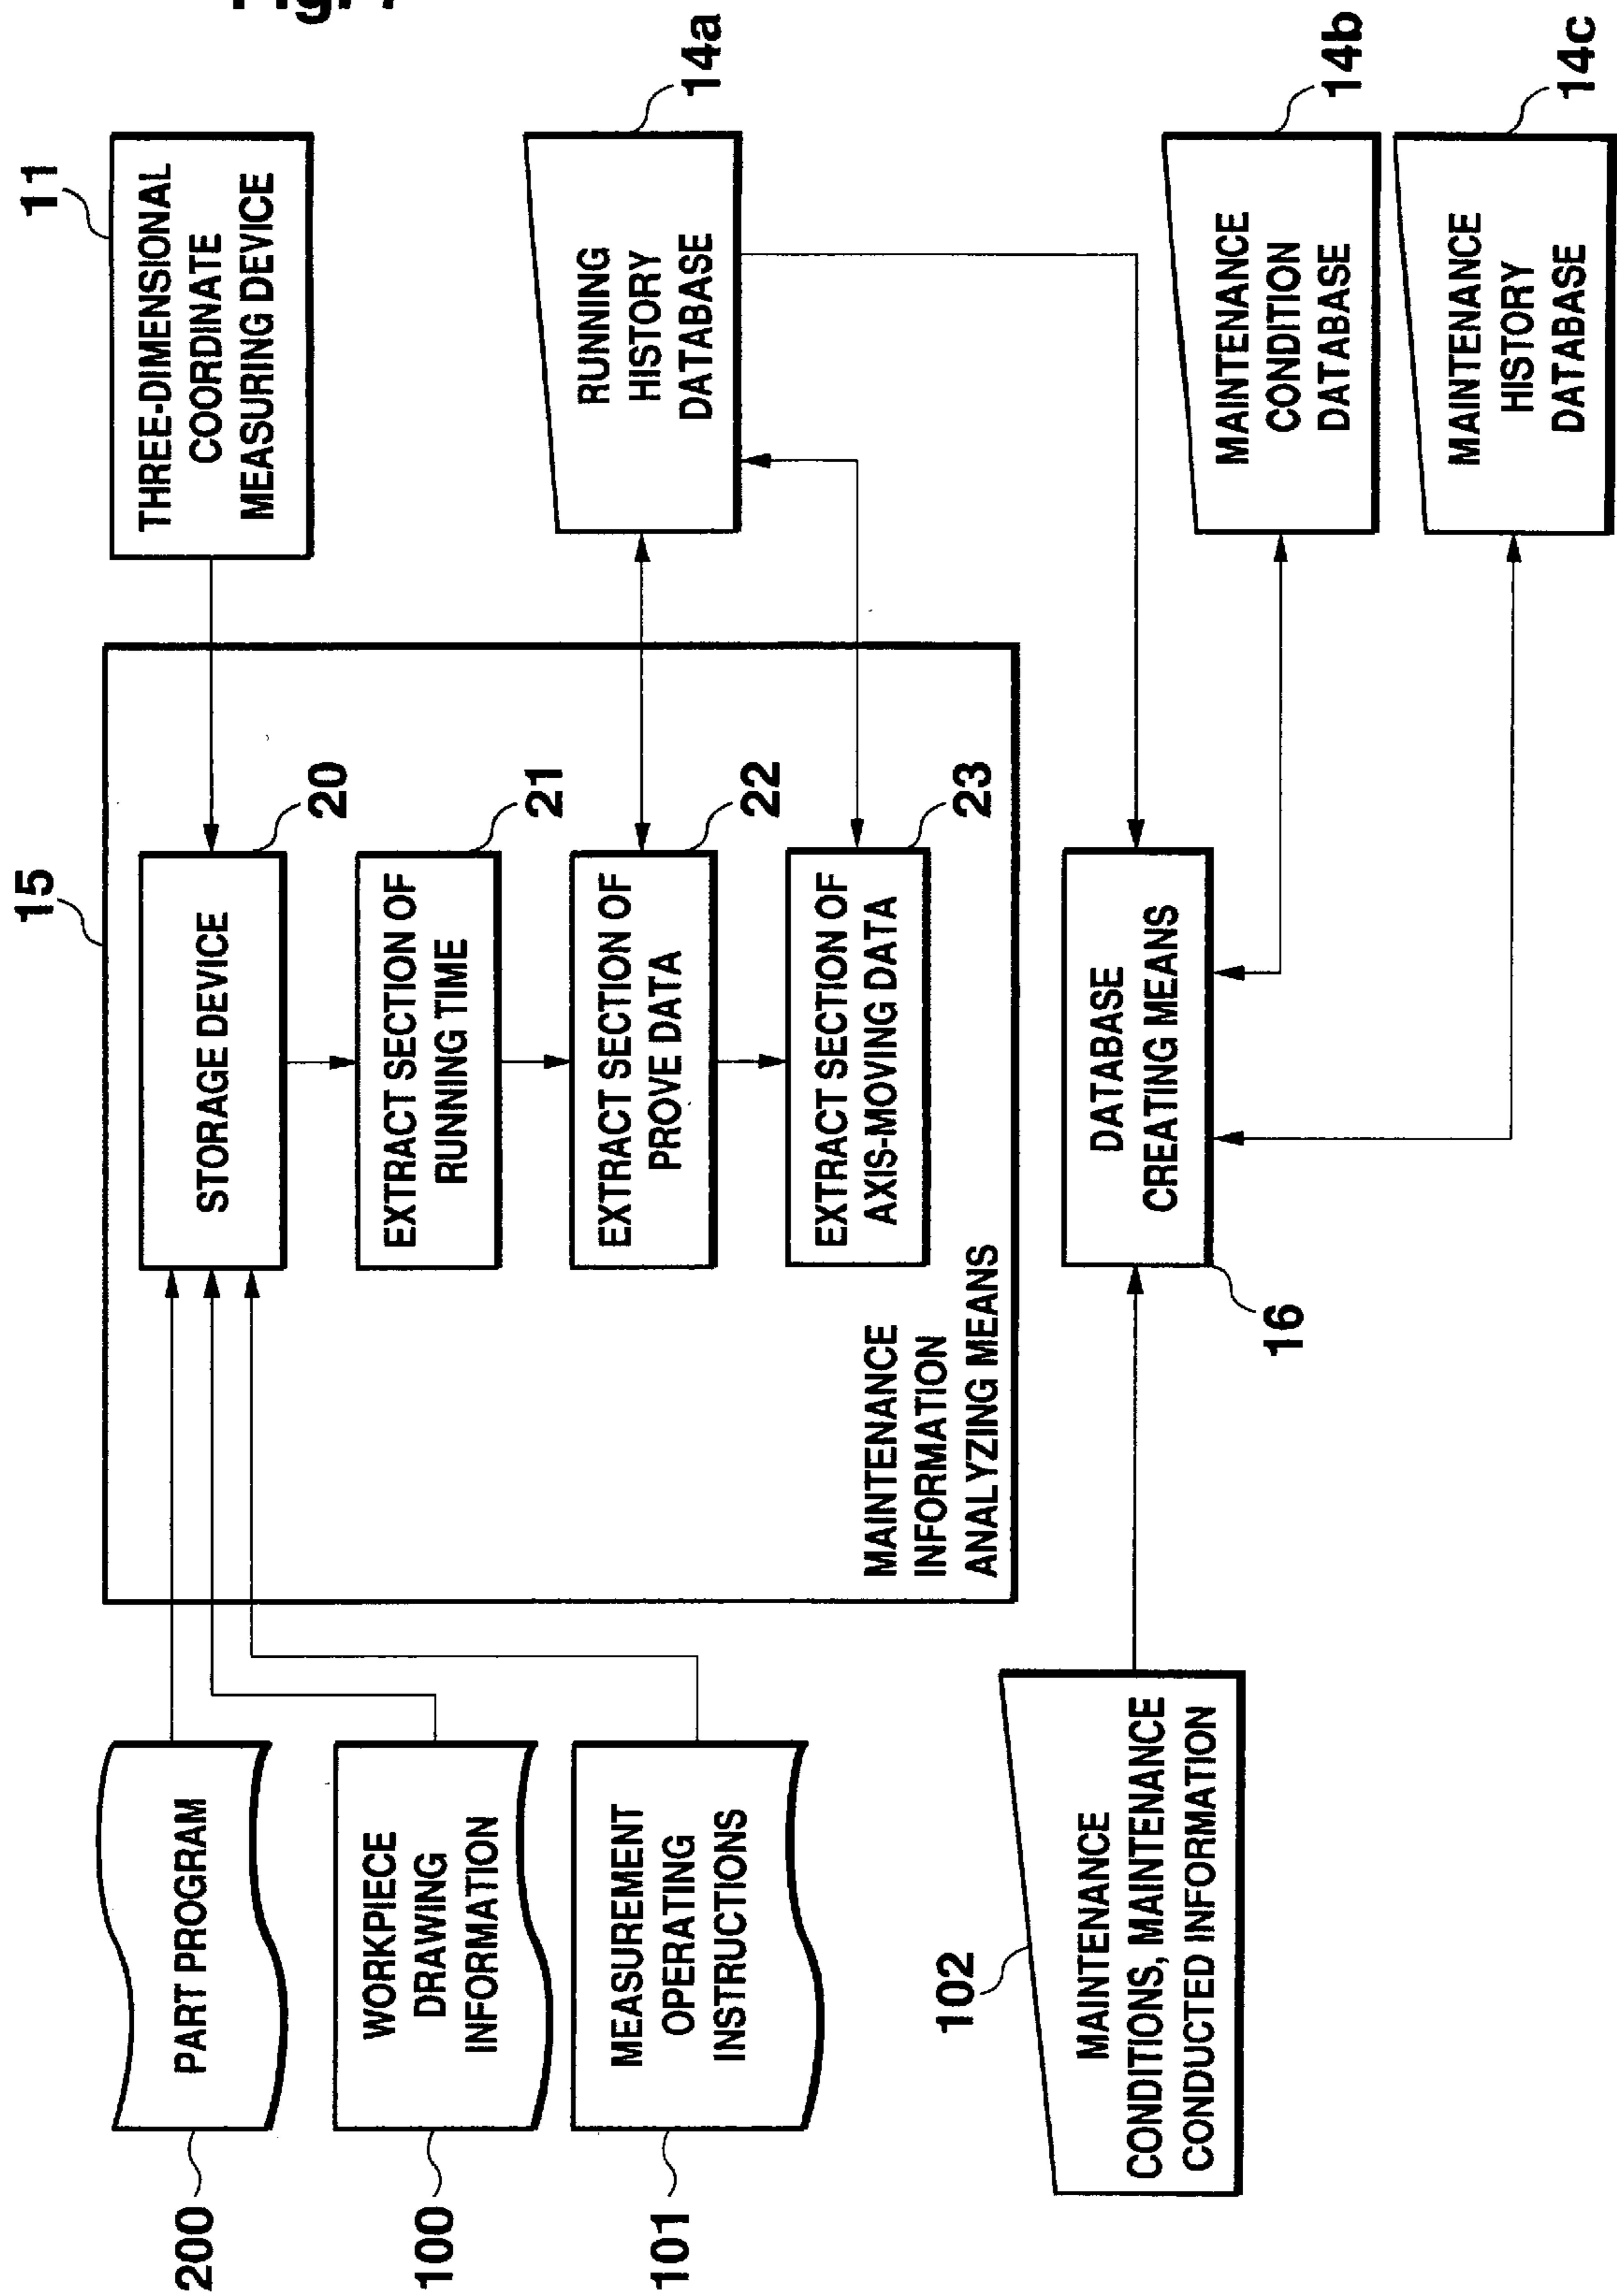 Fig.
200
PART PROGRAM
100
WORKPIECE
DRAWING
INFORMATION
101
MEASUREMENT
OPERATING
INSTRUCTIONS
102
MAINTENANCE
CONDITIONS, MAINTENANCE
CONDUCTED INFORMATION
15
STORAGE DEVICE
20
EXTRACT SECTION OF
RUNNING TIME
21
EXTRACT SECTION OF
PROVE DATA
22
EXTRACT SECTION OF
AXIS-MOVING DATA
23
MAINTENANCE
INFORMATION
ANALYZING MEANS
DATABASE
CREATING MEANS
16
11
THREE-DIMENSIONAL
COORDINATE
MEASURING DEVICE
RUNNING
HISTORY
DATABASE
14a
MAINTENANCE
CONDITION
DATABASE
14b
MAINTENANCE
HISTORY
DATABASE
14c